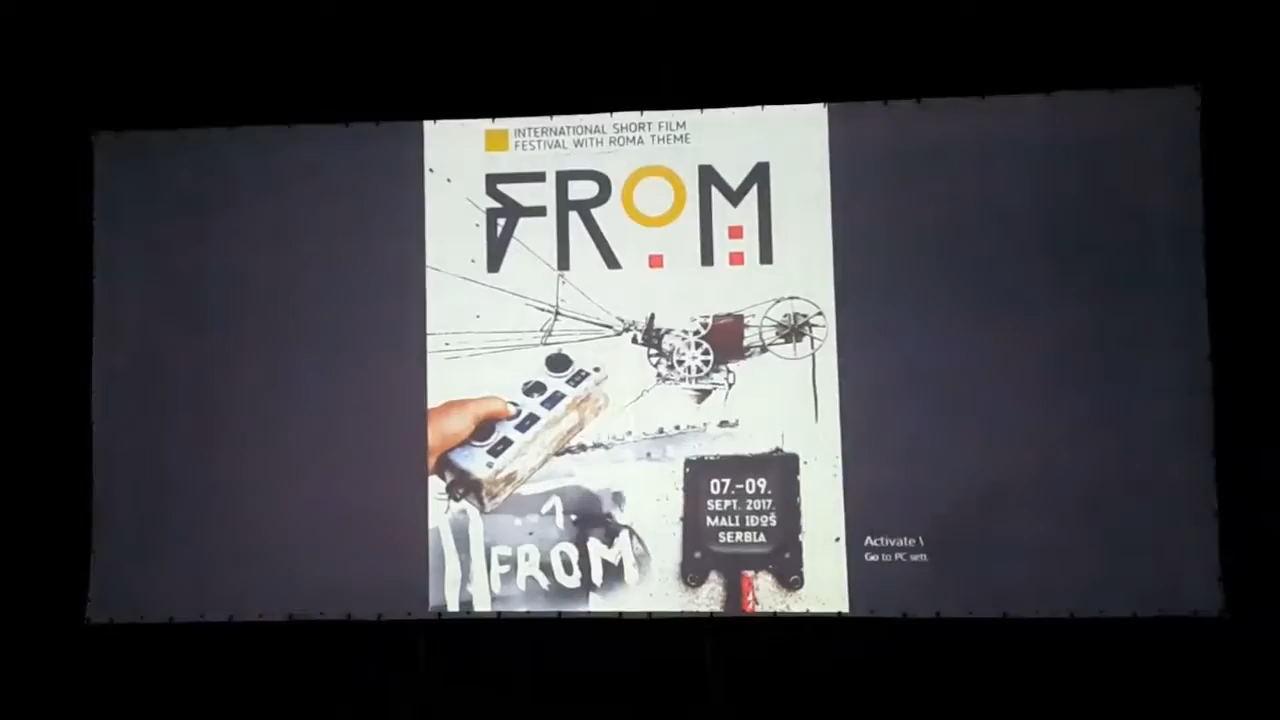 INTERNATIONAL SHORT FILM
FESTIVAL WITH ROMA THEME
FROM
1.
FROM
07.-09.
SEPT. 2017.
MALI IĐOŠ
SERBIA
Activate
Go to PC sett